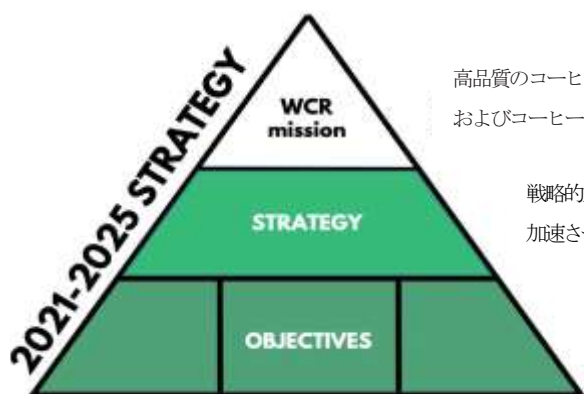 2021-2025 STRATEGY
WCR
mission
高品質のコーヒ
およびコーヒー
戦略的
加速さ
STRATEGY
OBJECTIVES